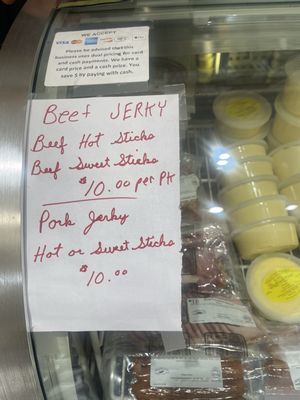 WE ACCEPT
VISA
Please be advised that this
business uses dual pricing for card
and cash payments. We have a
card price and a cash price. You
save $ by paying with cash.
Beef JERKY
Beef Hot Sticks
Beef Sweet Sticks
$10.00 per PK
Pork Jerky
Hot or Sweet Sticks
$10.00